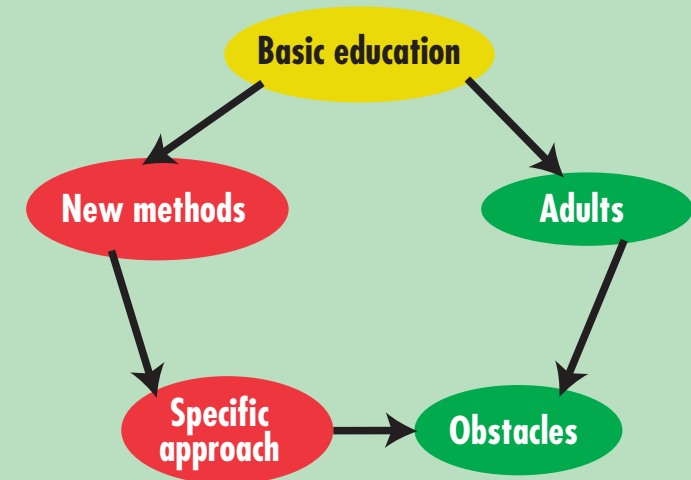 Basic education
New methods
Adults
Specific
approach
Obstacles